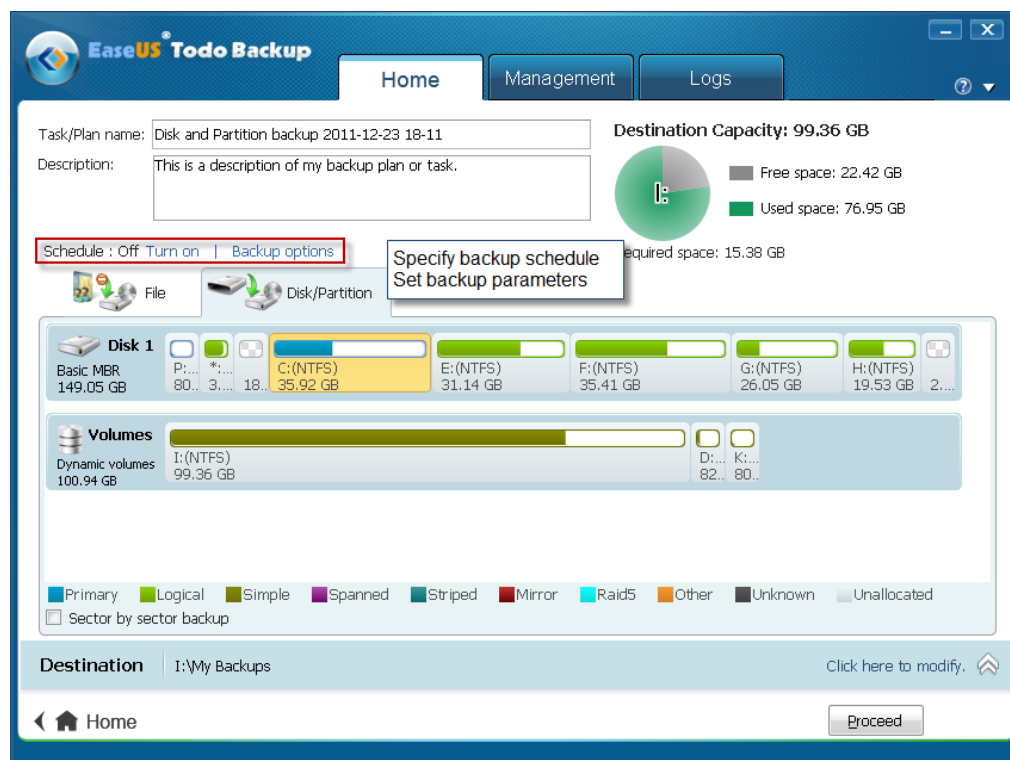 EaseUS® Todo Backup
Home
Management
Logs
Task/Plan name: Disk and Partition backup 2011-12-23 18-11
Description: This is a description of my backup plan or task.
Destination Capacity: 99.36 GB
I:
Free space: 22.42 GB
Used space: 76.95 GB
equired space: 15.38 GB
Schedule : Off Turn on | Backup options
Specify backup schedule
Set backup parameters
File
Disk/Partition
Disk 1
Basic MBR
149.05 GB
P:...
80..
*:...
3....
18..
C:(NTFS)
35.92 GB
E:(NTFS)
31.14 GB
F:(NTFS)
35.41 GB
G:(NTFS)
26.05 GB
H:(NTFS)
19.53 GB
2....
Volumes
Dynamic volumes
100.94 GB
I:(NTFS)
99.36 GB
D:...
82..
K:...
80..
Primary Logical Simple Spanned Striped Mirror Raid5 Other Unknown Unallocated
Sector by sector backup
Destination I:\My Backups Click here to modify.
Home
Proceed